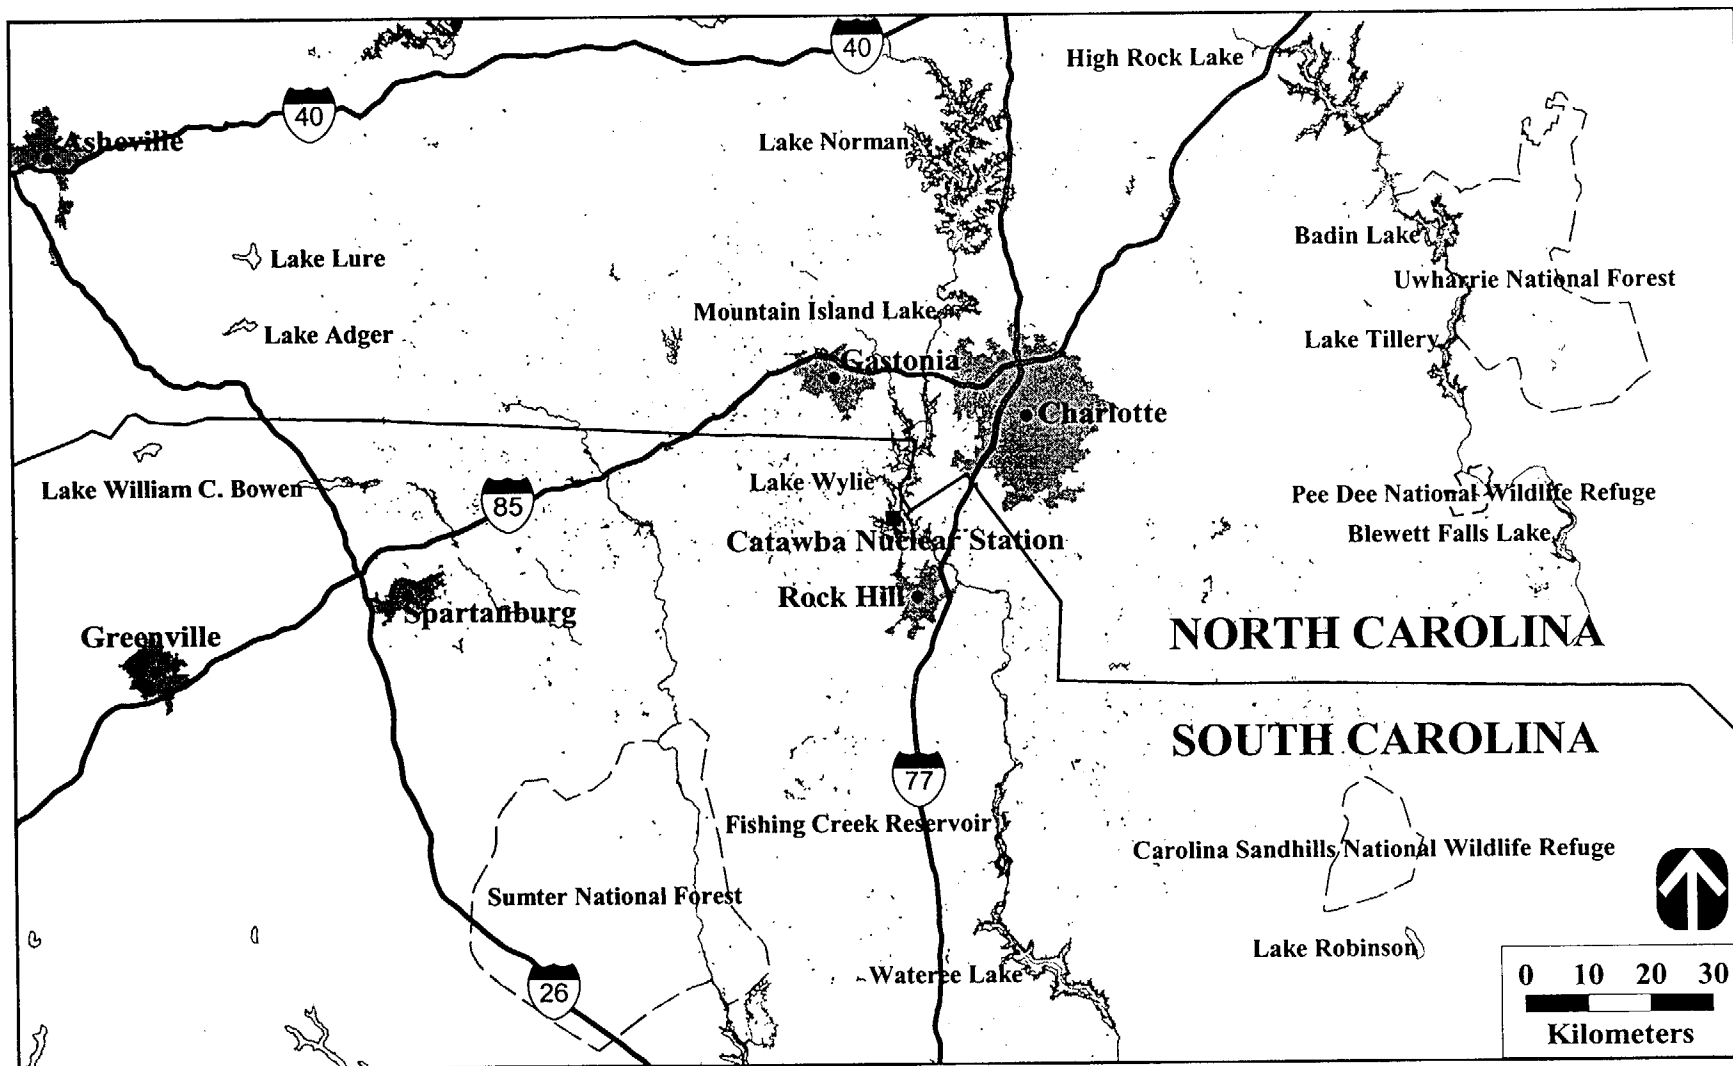 40
High Rock Lake
40
Asheville
Lake Norman
Badin Lake
Lake Lure
Uwharrie National Forest
Mountain Island Lake
Lake Adger
Lake Tillery
Gastonia
Charlotte
Lake William C. Bowen
Lake Wylie
Pee Dee National Wildlife Refuge
85
Blewett Falls Lake
Catawba Nuclear Station
Rock Hill
Spartanburg
Greenville
NORTH CAROLINA
SOUTH CAROLINA
77
Fishing Creek Reservoir
Carolina Sandhills National Wildlife Refuge
Sumter National Forest
Lake Robinson
Wateree Lake
26
0 10 20 30
Kilometers